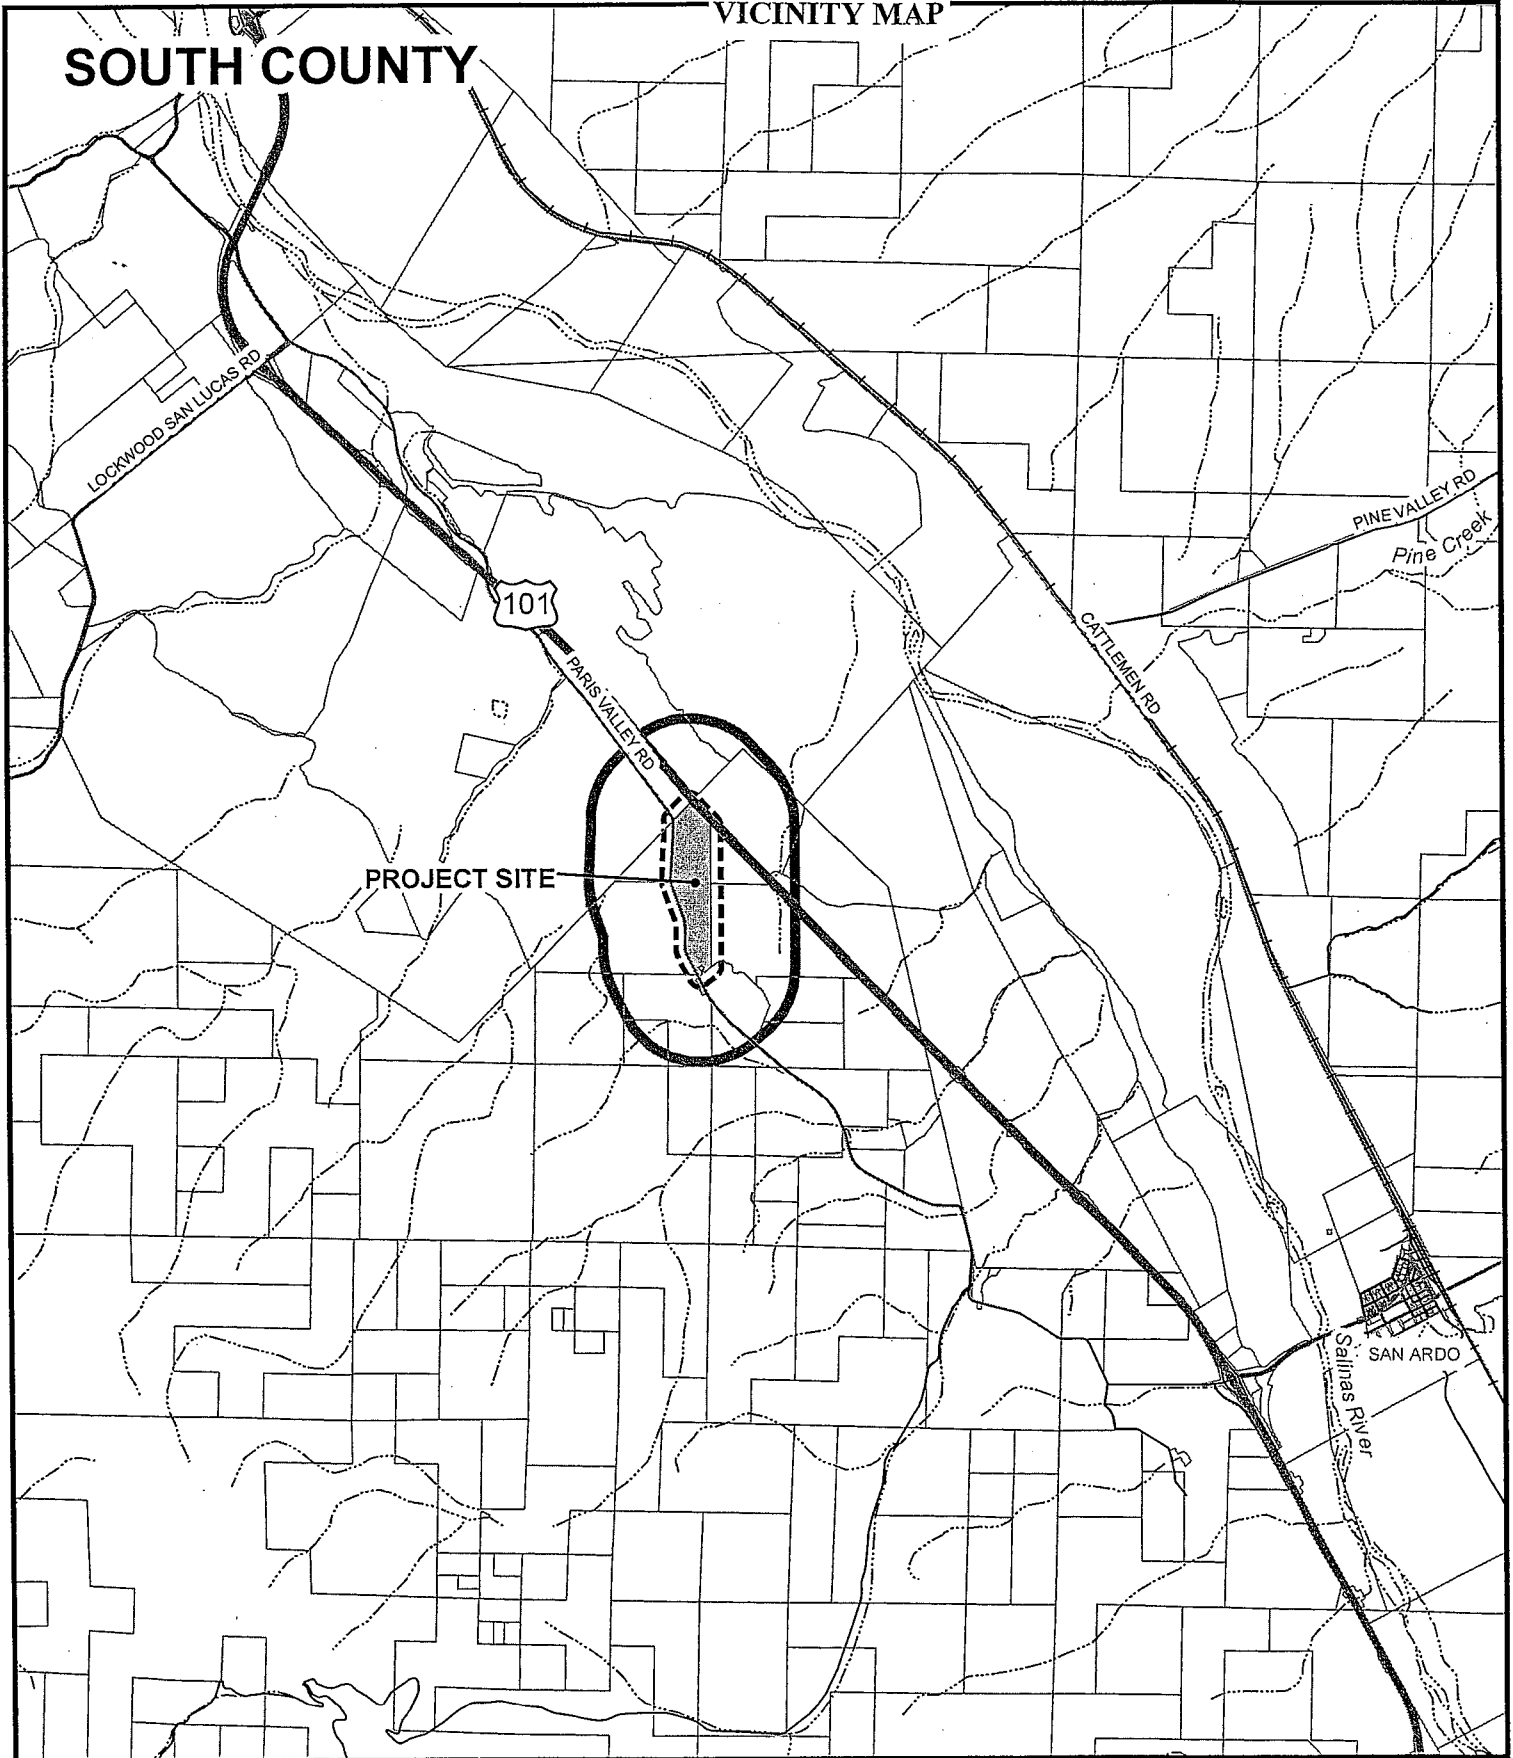 VICINITY MAP
SOUTH COUNTY
LOCKWOOD SAN LUCAS RD
PINE VALLEY RD
Pine Creek
101
CATTLEMEN RD
PARIS VALLEY RD
PROJECT SITE
SAN ARDO
Salinas River